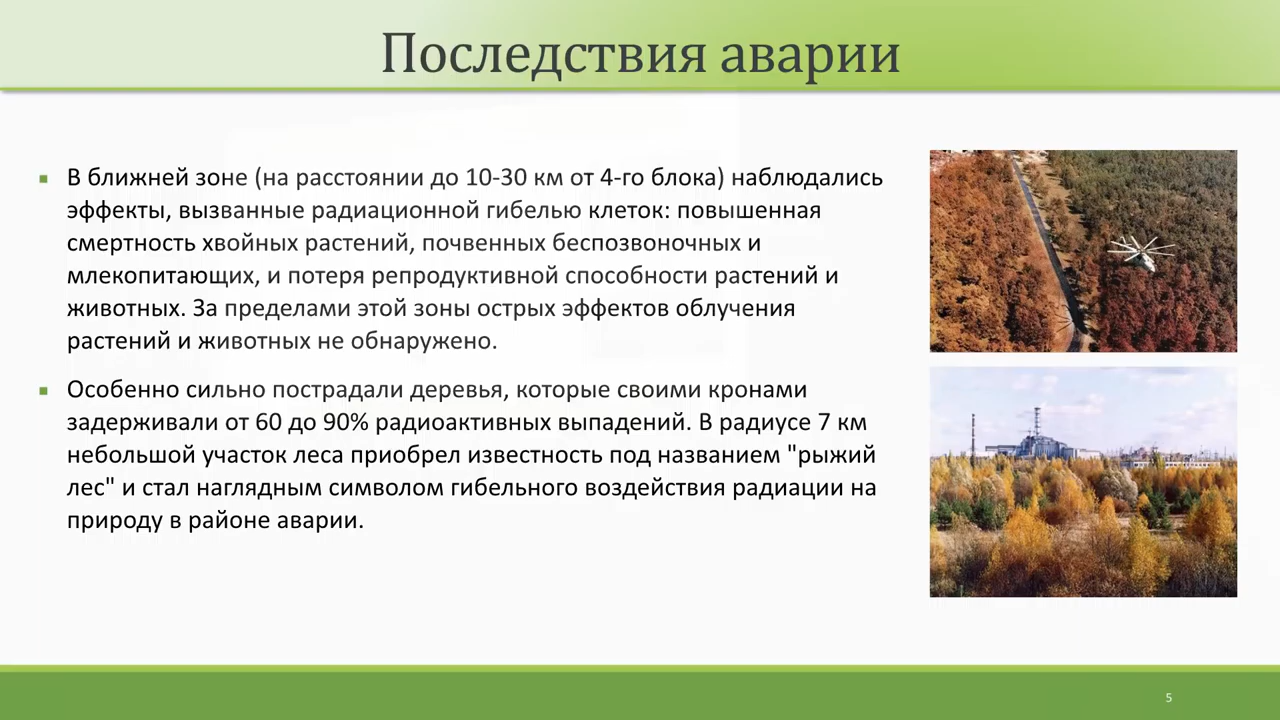 Последствия аварии
В ближней зоне (на расстоянии до 10-30 км от 4-го блока) наблюдались
эффекты, вызванные радиационной гибелью клеток: повышенная
смертность хвойных растений, почвенных беспозвоночных и
млекопитающих, и потеря репродуктивной способности растений и
животных. За пределами этой зоны острых эффектов облучения
растений и животных не обнаружено.
Особенно сильно пострадали деревья, которые своими кронами
задерживали от 60 до 90% радиоактивных выпадений. В радиусе 7 км
небольшой участок леса приобрел известность под названием "рыжий
лес" и стал наглядным символом гибельного воздействия радиации на
природу в районе аварии.
5